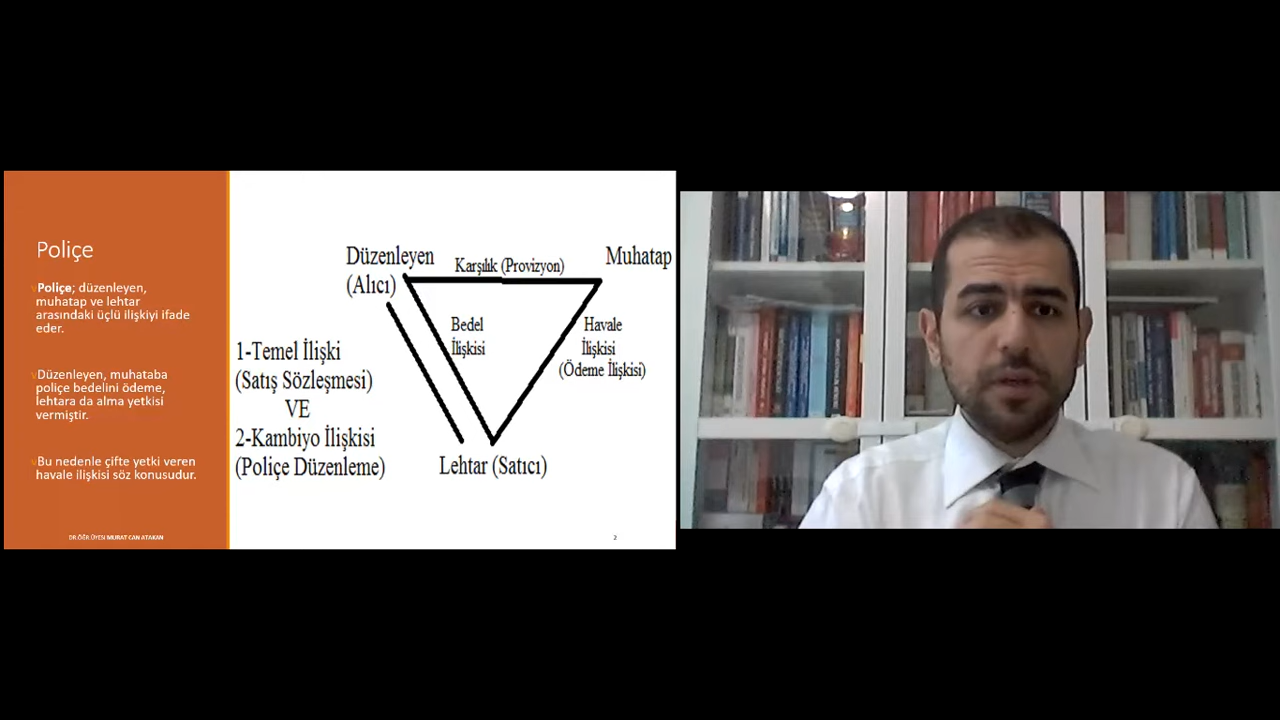 Poliçe
Poliçe; düzenleyen,
muhatap ve lehtar
arasındaki üçlü ilişkiyi ifade
eder.
Düzenleyen, muhataba
poliçe bedelini ödeme,
lehtara da alma yetkisi
vermiştir.
Bu nedenle çifte yetki veren
havale ilişkisi söz konusudur.
DR.ÖĞR.ÜYESİ MURAT CAN ATAKAN
Düzenleyen
(Alıcı)
Karşılık (Provizyon)
Muhatap
Bedel
İlişkisi
Havale
İlişkisi
(Ödeme İlişkisi)
1-Temel İlişki
(Satış Sözleşmesi)
VE
2-Kambiyo İlişkisi
(Poliçe Düzenleme)
Lehtar (Satıcı)
2